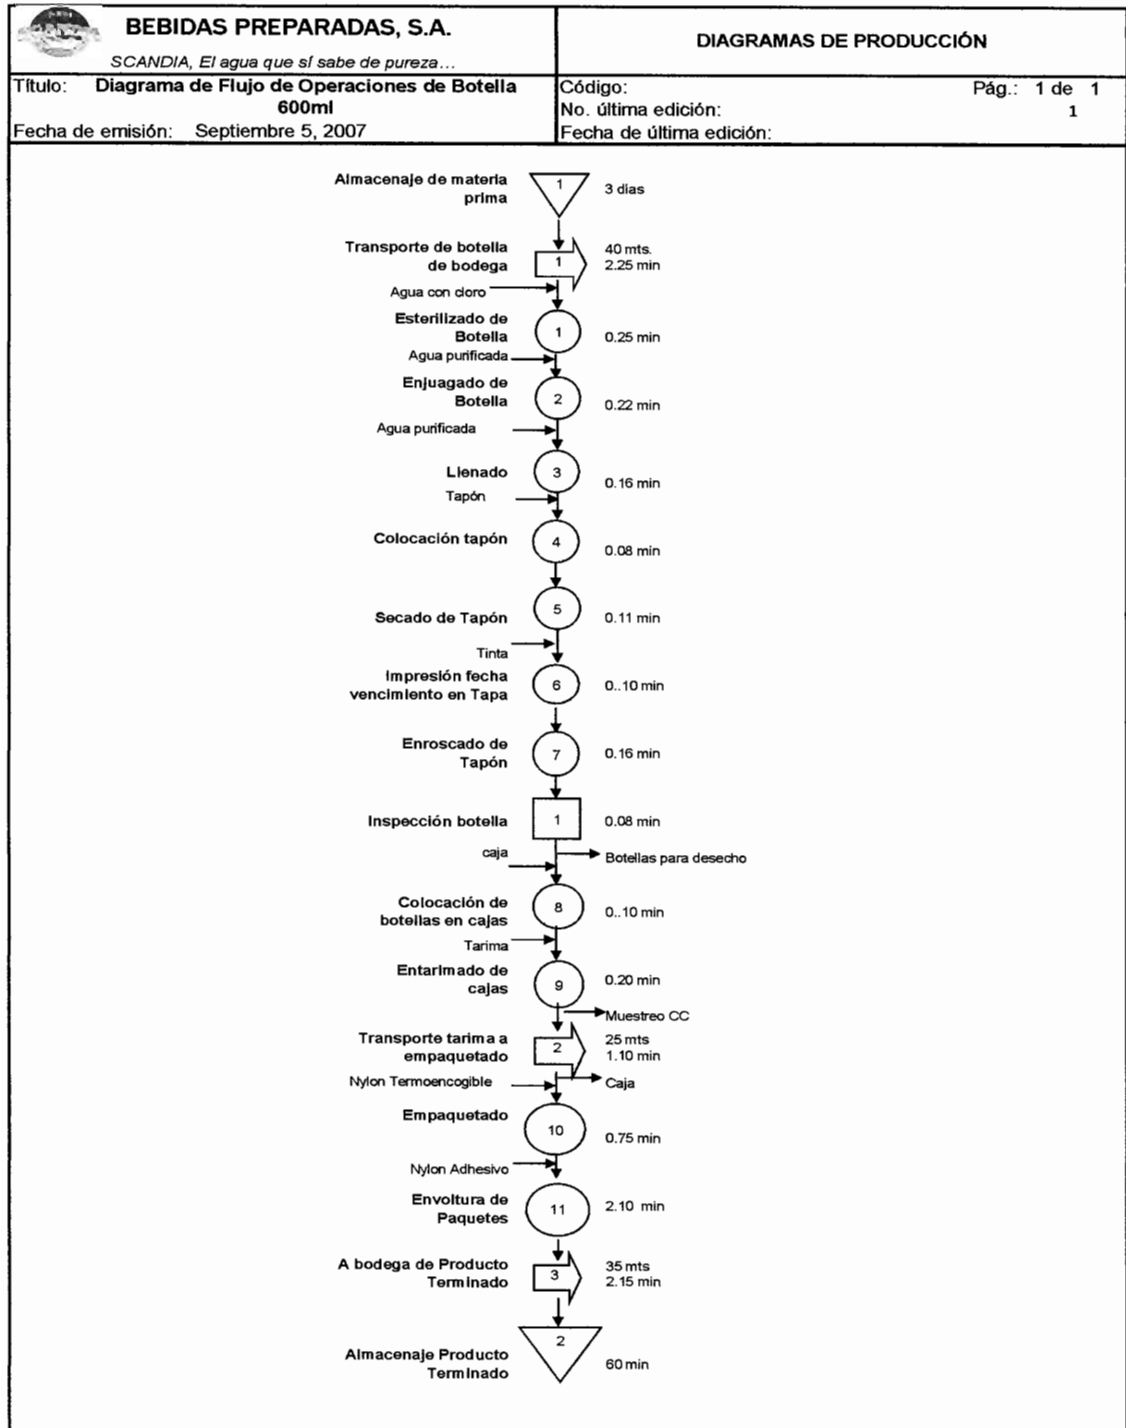 BEBIDAS PREPARADAS, S.A.
SCANDIA, El agua que sí sabe de pureza...
DIAGRAMAS DE PRODUCCIÓN
Título: Diagrama de Flujo de Operaciones de Botella
600ml
Fecha de emisión: Septiembre 5, 2007
Código: Pág.: 1 de 1
No. última edición: 1
Fecha de última edición:
Almacenaje de materia
prima
1
3 dias
Transporte de botella
de bodega
1
40 mts.
2.25 min
Agua con cloro
Esterilizado de
Botella
1
0.25 min
Agua purificada
Enjuagado de
Botella
2
0.22 min
Agua purificada
Llenado
3
0.16 min
Tapón
Colocación tapón
4
0.08 min
Secado de Tapón
5
0.11 min
Tinta
Impresión fecha
vencimiento en Tapa
6
0..10 min
Enroscado de
Tapón
7
0.16 min
Inspección botella
1
0.08 min
caja
Botellas para desecho
Colocación de
botellas en cajas
8
0..10 min
Tarima
Entarimado de
cajas
9
0.20 min
Muestreo CC
Transporte tarima a
empaquetado
2
25 mts
1.10 min
Nylon Termoencogible
Caja
Empaquetado
10
0.75 min
Nylon Adhesivo
Envoltura de
Paquetes
11
2.10 min
A bodega de Producto
Terminado
3
35 mts
2.15 min
Almacenaje Producto
Terminado
2
60 min